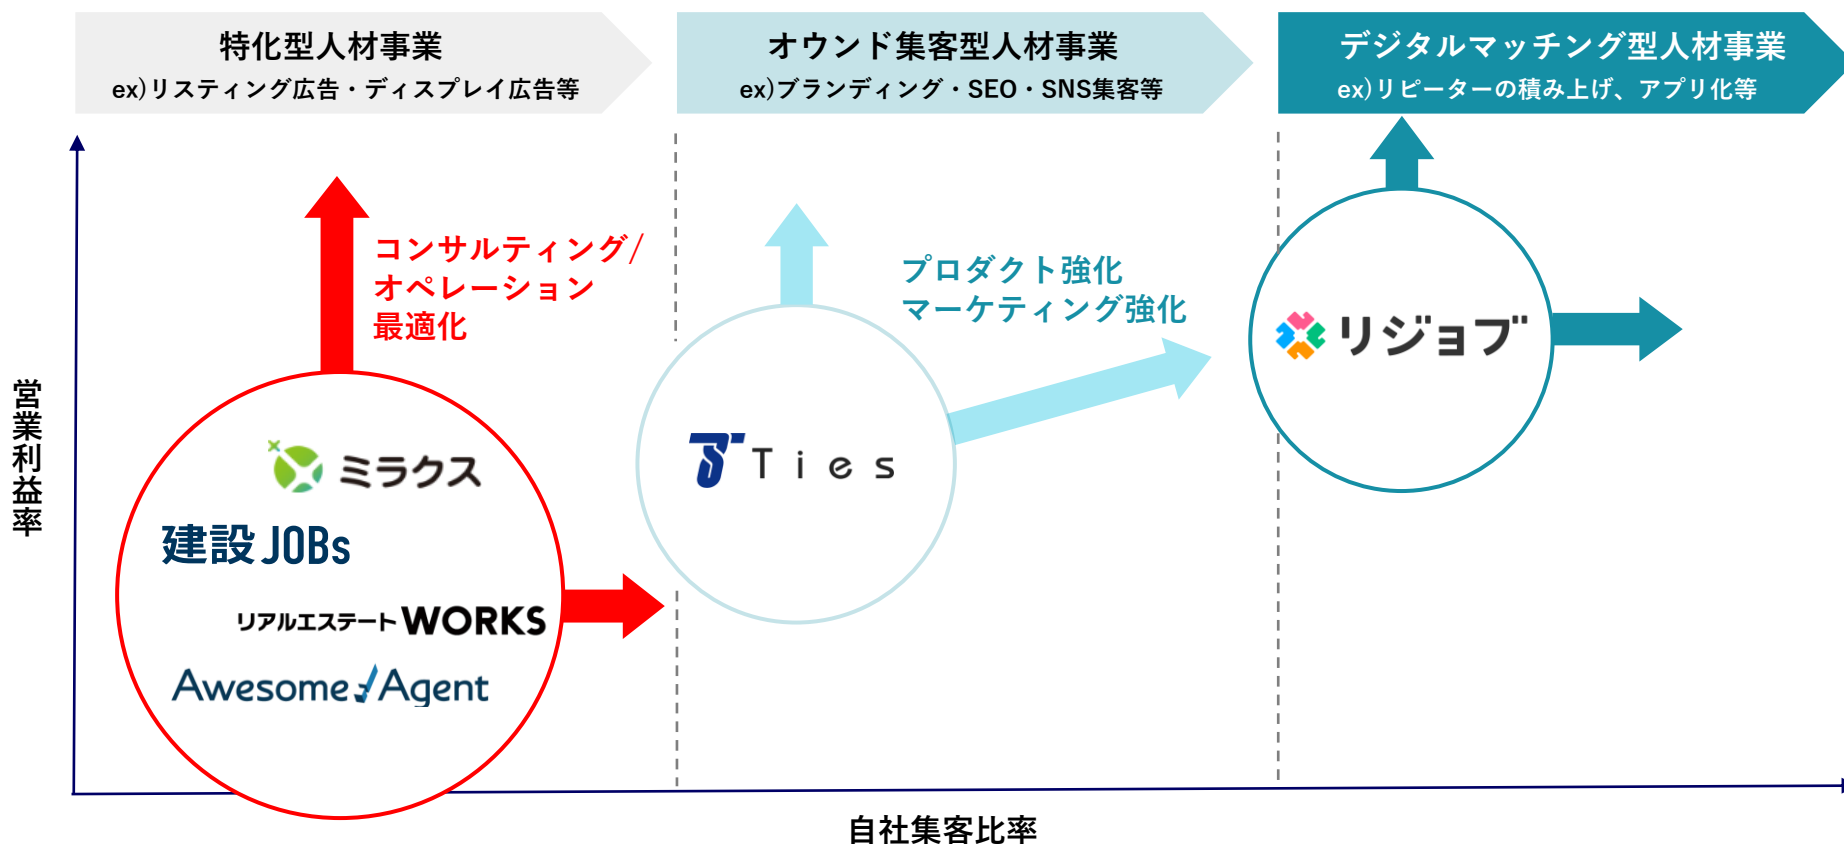 特化型人材事業
ex)リスティング広告・ディスプレイ広告等
オウンド集客型人材事業
ex)ブランディング・SEO・SNS集客等
デジタルマッチング型人材事業
ex)リピーターの積み上げ、アプリ化等
コンサルティング/
オペレーション
最適化
プロダクト強化
マーケティング強化
リジョブ
営業利益率
ミラクス
Ties
建設JOBs
リアルエステートWORKS
Awesome Agent
自社集客比率